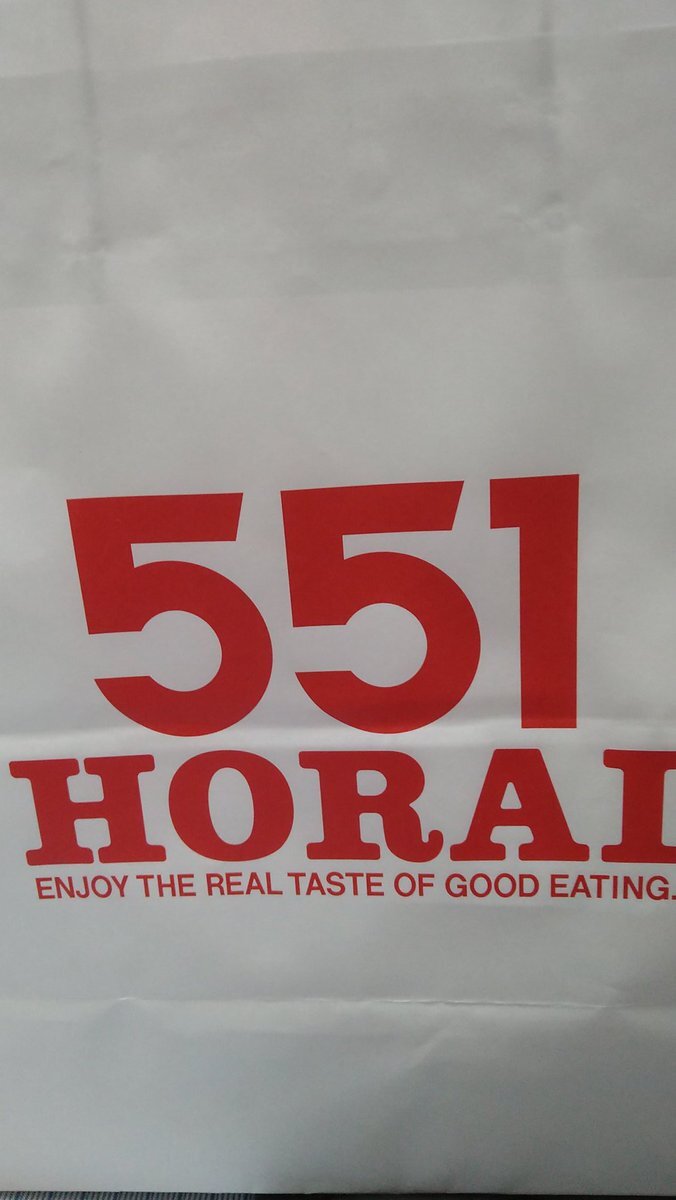 551
HORAI
ENJOY THE REAL TASTE OF GOOD EATING.